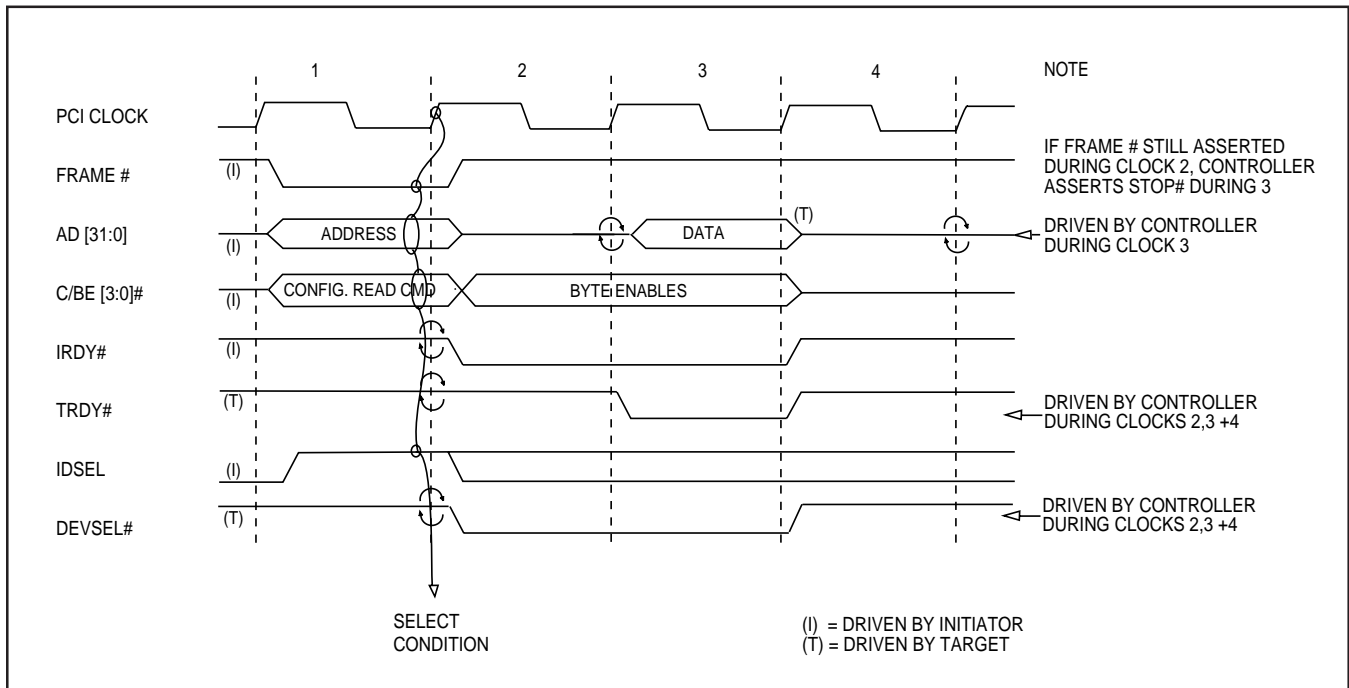 1 2 3 4 NOTE
PCI CLOCK
IF FRAME # STILL ASSERTED
DURING CLOCK 2, CONTROLLER
ASSERTS STOP# DURING 3
FRAME # (I)
AD [31:0] (I) ADDRESS DATA (T)
DRIVEN BY CONTROLLER
DURING CLOCK 3
C/BE [3:0]# (I) CONFIG. READ CMD BYTE ENABLES
IRDY# (I)
TRDY# (T)
DRIVEN BY CONTROLLER
DURING CLOCKS 2,3 +4
IDSEL (I)
DEVSEL# (T)
DRIVEN BY CONTROLLER
DURING CLOCKS 2,3 +4
SELECT
CONDITION
(I) = DRIVEN BY INITIATOR
(T) = DRIVEN BY TARGET